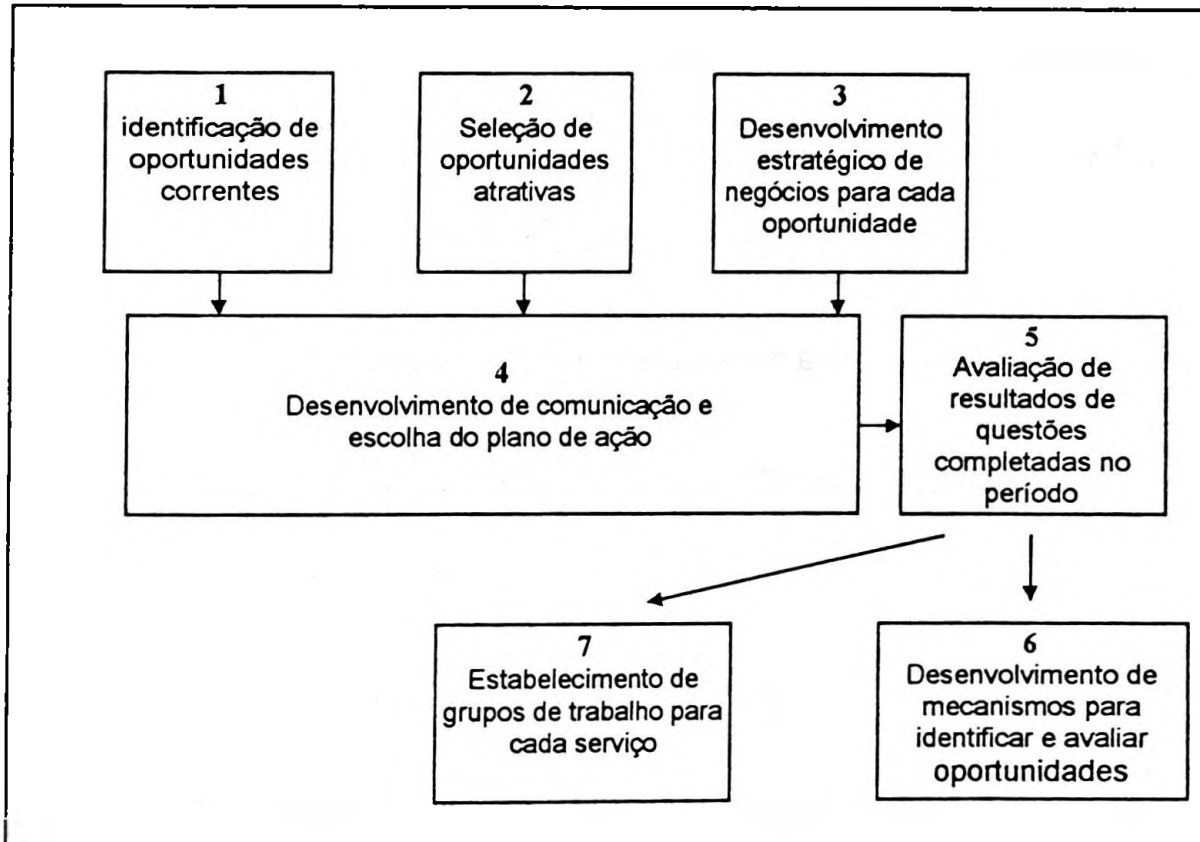 1
identificação de
oportunidades
correntes
2
Seleção de
oportunidades
atrativas
3
Desenvolvimento
estratégico de
negócios para cada
oportunidade
4
Desenvolvimento de comunicação e
escolha do plano de ação
5
Avaliação de
resultados de
questões
completadas no
período
7
Estabelecimento de
grupos de trabalho para
cada serviço
6
Desenvolvimento de
mecanismos para
identificar e avaliar
oportunidades